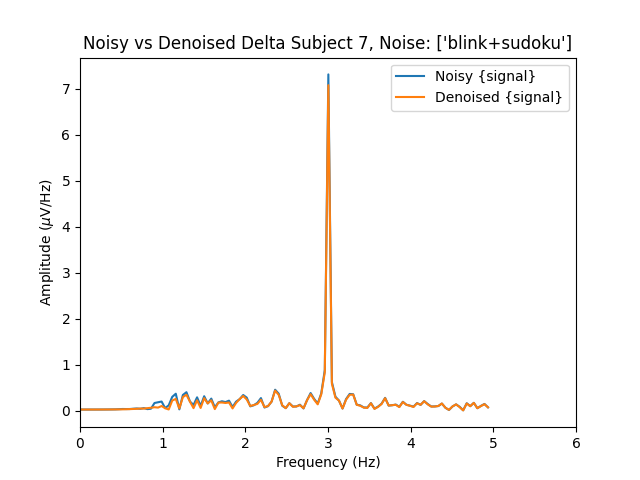 Noisy vs Denoised Delta Subject 7, Noise: ['blink+sudoku']
Noisy {signal}
Denoised {signal}
Amplitude (μV/Hz)
7
6
5
4
3
2
1
0
0 1 2 3 4 5 6
Frequency (Hz)